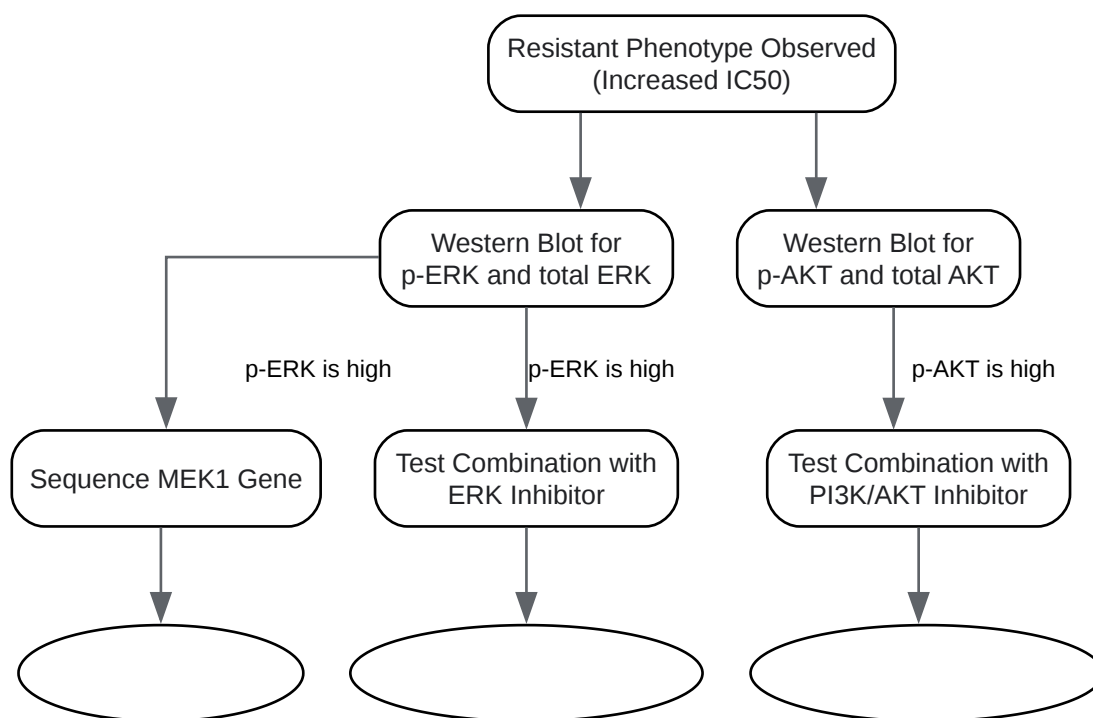 Resistant Phenotype Observed
(Increased IC50)
Western Blot for
p-ERK and total ERK
Western Blot for
p-AKT and total AKT
p-ERK is high
p-ERK is high
p-AKT is high
Sequence MEK1 Gene
Test Combination with
ERK Inhibitor
Test Combination with
PI3K/AKT Inhibitor